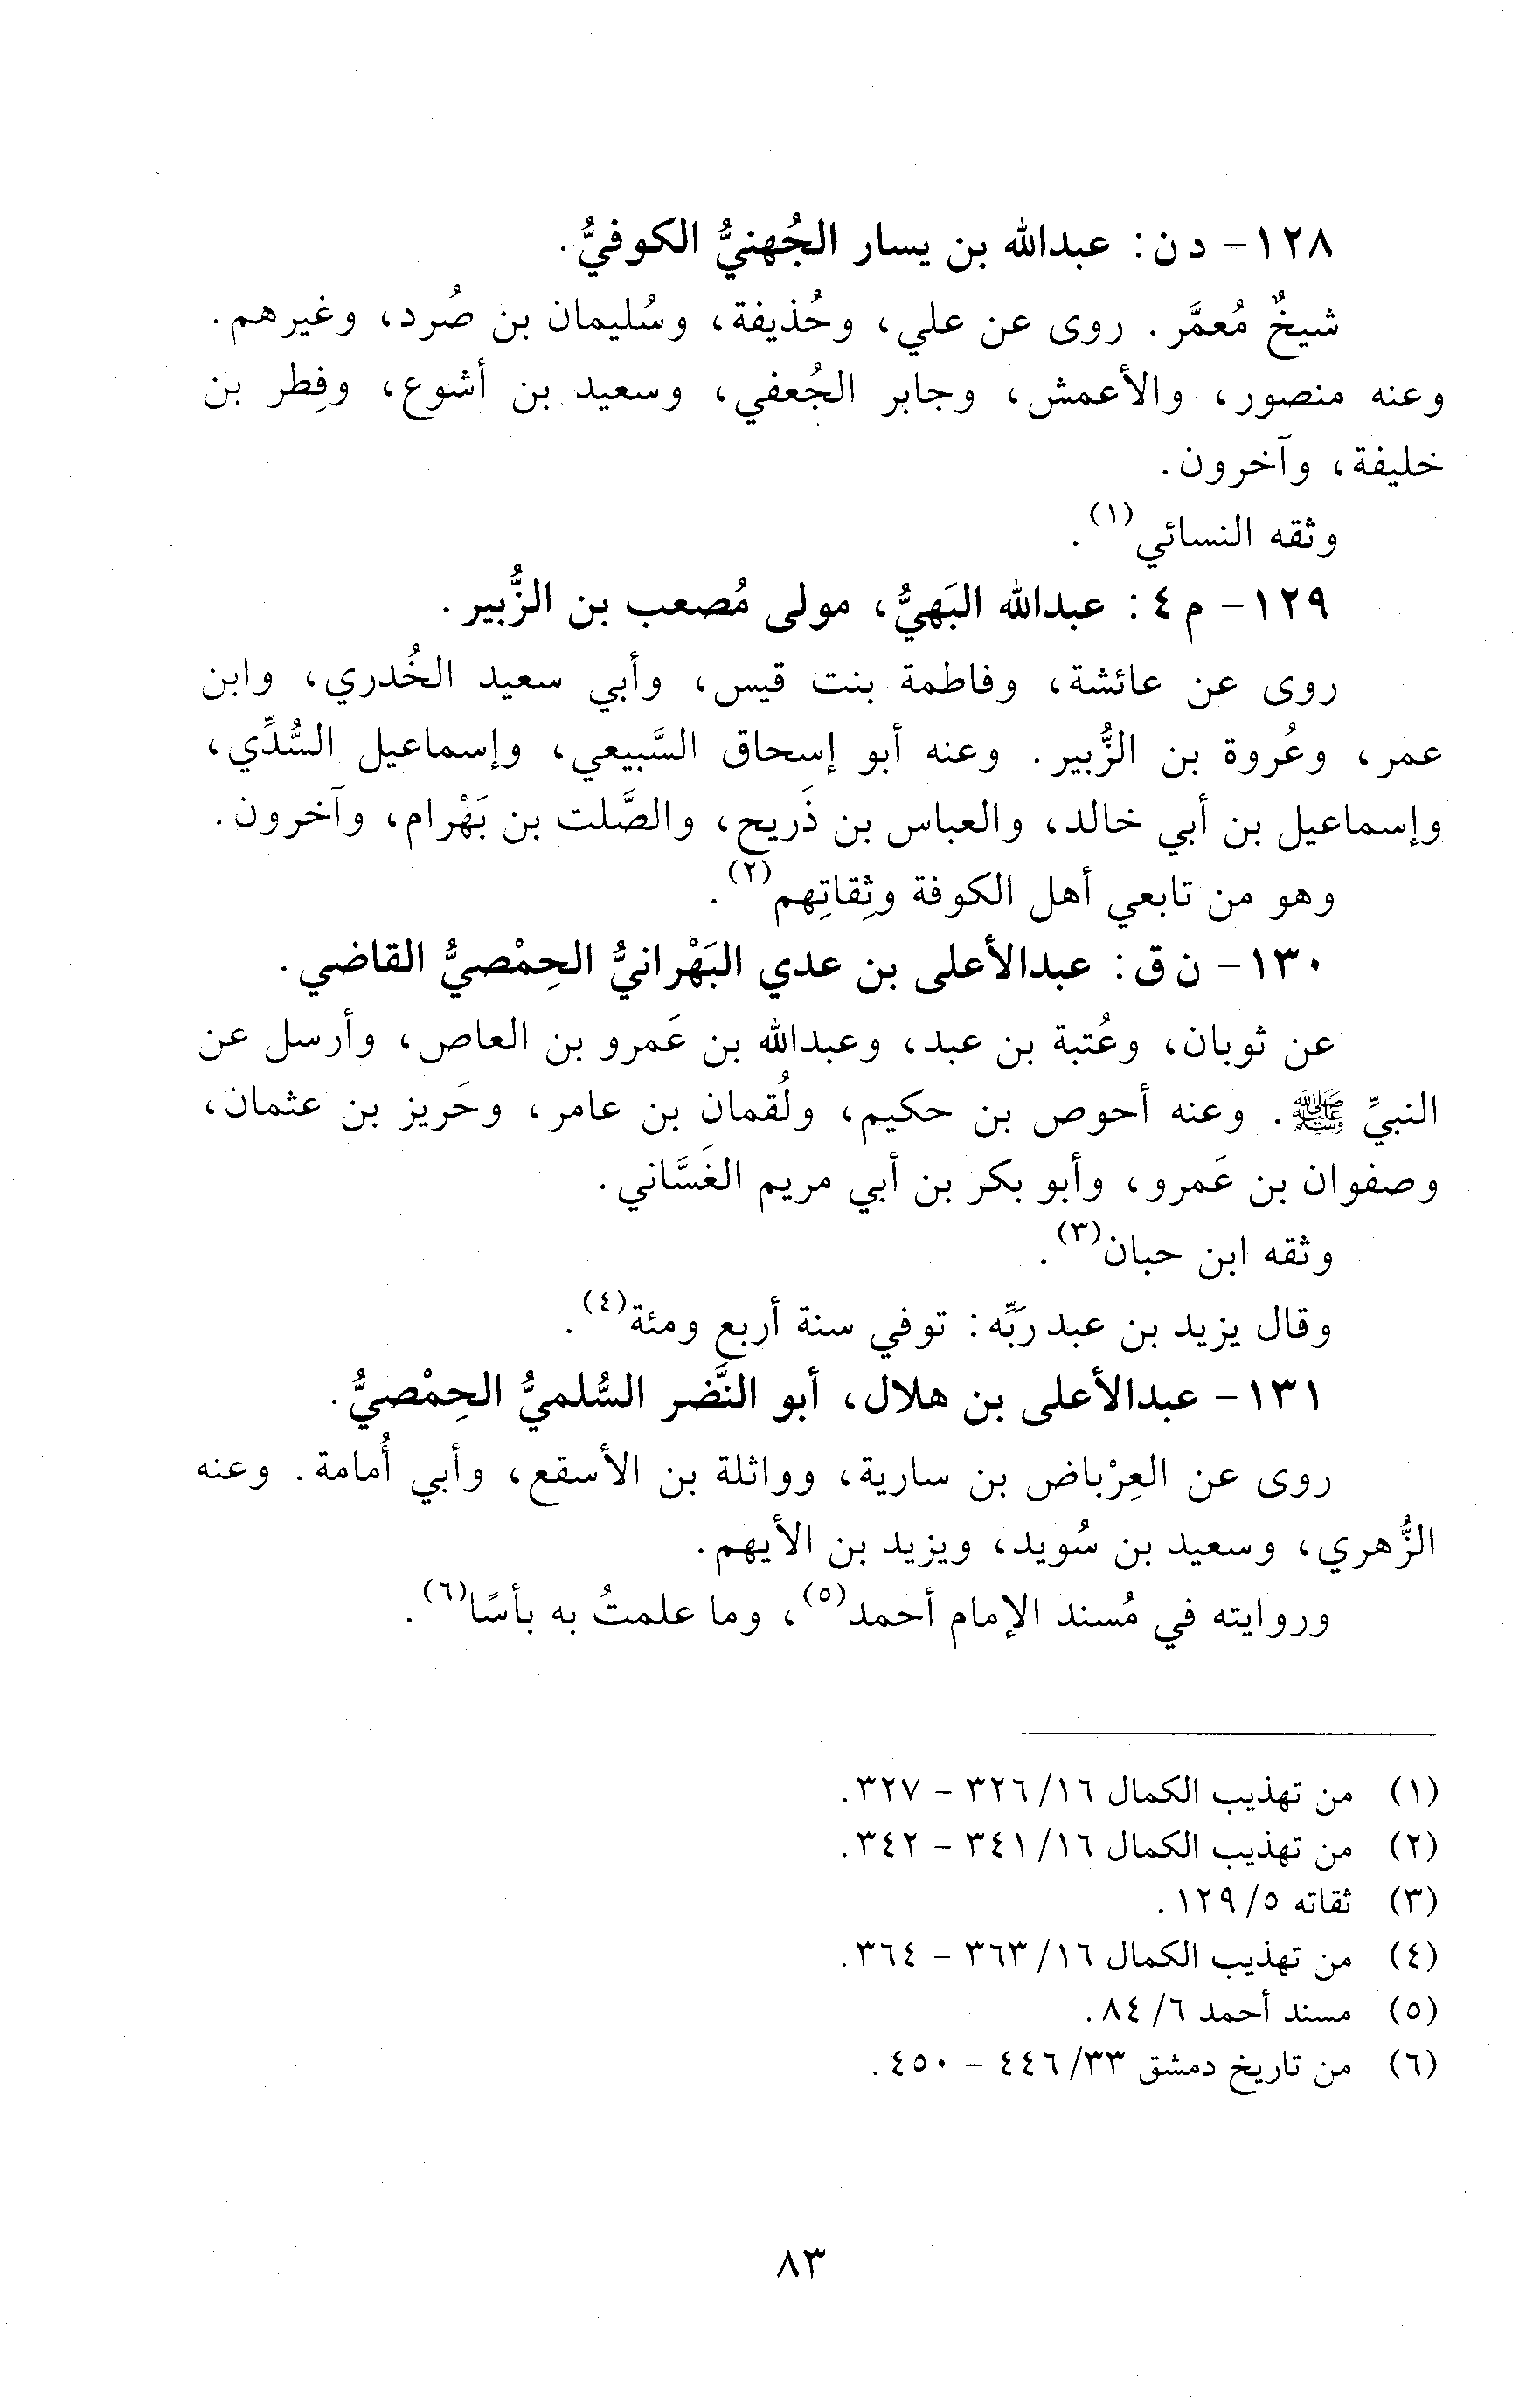 ١٢٨- د ن: عبدالله بن يسار الجُهنيُّ الكوفيُّ.
شيخٌ مُعمَّر. روى عن علي، وحُذيفة، وسُليمان بن صُرد، وغيرهم.
وعنه منصور، والأعمش، وجابر الجُعفي، وسعيد بن أشوع، وفِطر بن
خليفة، وآخرون.
وثقه النسائي(١).
١٢٩- م ٤: عبدالله البَهيُّ، مولى مُصعب بن الزُّبير.
روى عن عائشة، وفاطمة بنت قيس، وأبي سعيد الخُدري، وابن
عمر، وعُروة بن الزُّبير. وعنه أبو إسحاق السَّبيعي، وإسماعيل السُّدِّي،
وإسماعيل بن أبي خالد، والعباس بن ذَريح، والصَّلت بن بَهْرام، وآخرون.
وهو من تابعي أهل الكوفة وثِقاتِهم(٢).
١٣٠- ن ق: عبدالأعلى بن عدي البَهْرانيُّ الحِمْصيُّ القاضي.
عن ثوبان، وعُتبة بن عبد، وعبدالله بن عَمرو بن العاص، وأرسل عن
النبيِّ ﷺ. وعنه أحوص بن حكيم، ولُقمان بن عامر، وحَريز بن عثمان،
وصفوان بن عَمرو، وأبو بكر بن أبي مريم الغَسَّاني.
وثقه ابن حبان(٣).
وقال يزيد بن عبد رَبِّه: توفي سنة أربع ومئة(٤).
١٣١- عبدالأعلى بن هلال، أبو النَّضر السُّلميُّ الحِمْصيُّ.
روى عن العِرْباض بن سارية، وواثلة بن الأسقع، وأبي أُمامة. وعنه
الزُّهري، وسعيد بن سُويد، ويزيد بن الأيهم.
وروايته في مُسند الإمام أحمد(٥)، وما علمتُ به بأسًا(٦).
(١) من تهذيب الكمال ١٦/ ٣٢٦ - ٣٢٧.
(٢) من تهذيب الكمال ١٦/ ٣٤١ - ٣٤٢.
(٣) ثقاته ٥/ ١٢٩.
(٤) من تهذيب الكمال ١٦/ ٣٦٣ - ٣٦٤.
(٥) مسند أحمد ٦/ ٨٤.
(٦) من تاريخ دمشق ٣٣/ ٤٤٦ - ٤٥٠.
٨٣